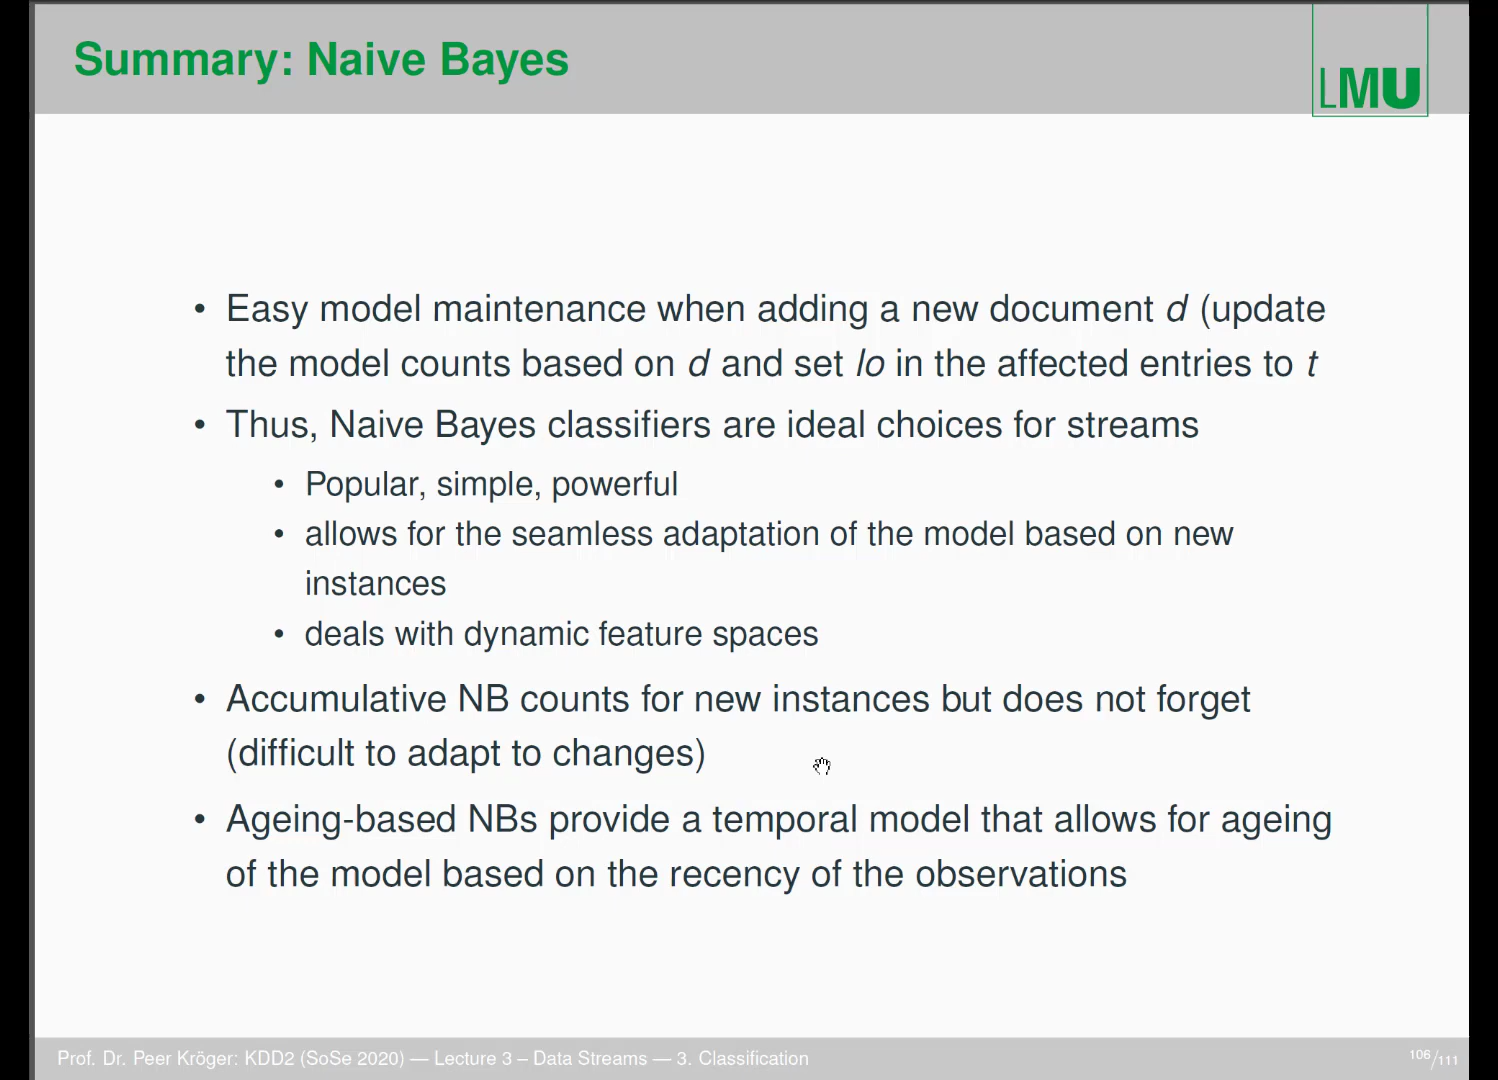 Summary: Naive Bayes
LMU
• Easy model maintenance when adding a new document d (update
the model counts based on d and set lo in the affected entries to t
• Thus, Naive Bayes classifiers are ideal choices for streams
• Popular, simple, powerful
• allows for the seamless adaptation of the model based on new
instances
• deals with dynamic feature spaces
• Accumulative NB counts for new instances but does not forget
(difficult to adapt to changes)
• Ageing-based NBs provide a temporal model that allows for ageing
of the model based on the recency of the observations
Prof. Dr. Peer Kröger: KDD2 (SoSe 2020) — Lecture 3 – Data Streams — 3. Classification
106/111